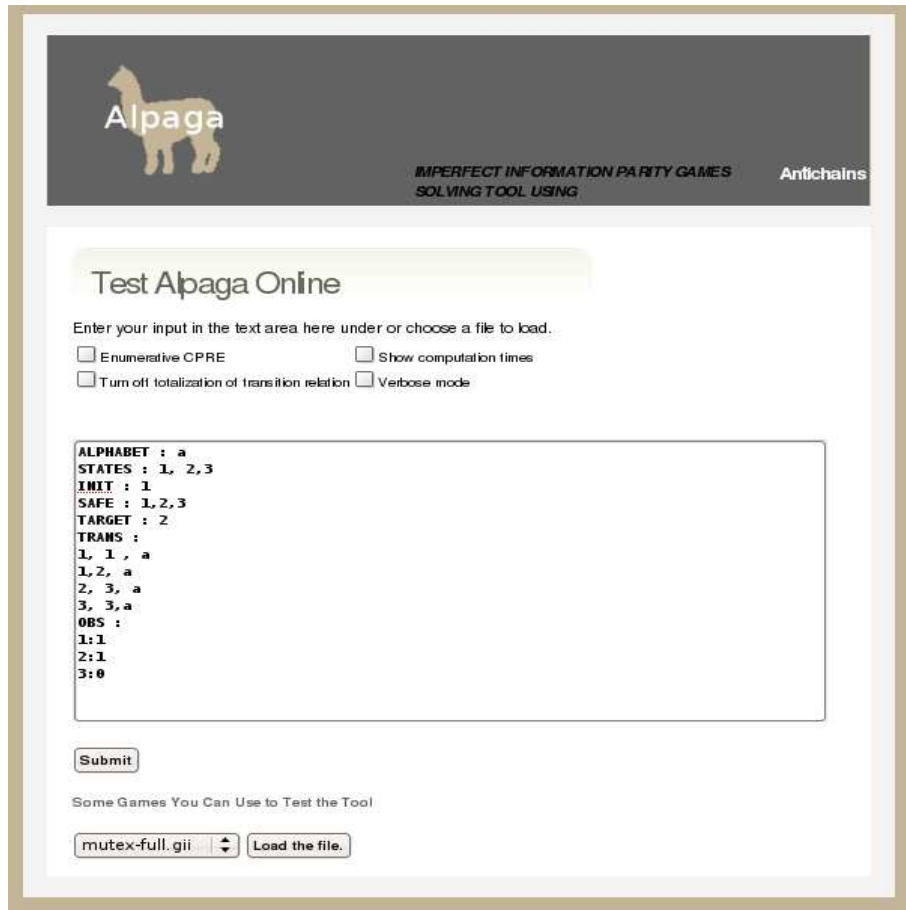 Alpaga
IMPERFECT INFORMATION PARITY GAMES
SOLVING TOOL USING
Antichains
Test Alpaga Online
Enter your input in the text area here under or choose a file to load.
Enumerative CPRE
Show computation times
Turn off totalization of transition relation
Verbose mode
ALPHABET : a
STATES : 1, 2,3
INIT : 1
SAFE : 1,2,3
TARGET : 2
TRANS :
1, 1 , a
1,2, a
2, 3, a
3, 3,a
OBS :
1:1
2:1
3:0
Submit
Some Games You Can Use to Test the Tool
mutex-full.gii
Load the file.